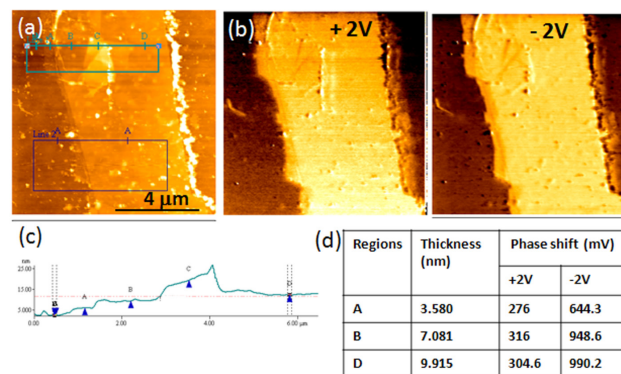 (a)
A
B
C
D
Line 2
A
A
4 µm
(b)
+ 2V
- 2V
(c)
nm
25.00
15.0
3.000
A
B
C
D
0.00
2.00
4.00
6.00 µm
(d)
Regions Thickness (nm) Phase shift (mV)
+2V -2V
A 3.580 276 644.3
B 7.081 316 948.6
D 9.915 304.6 990.2